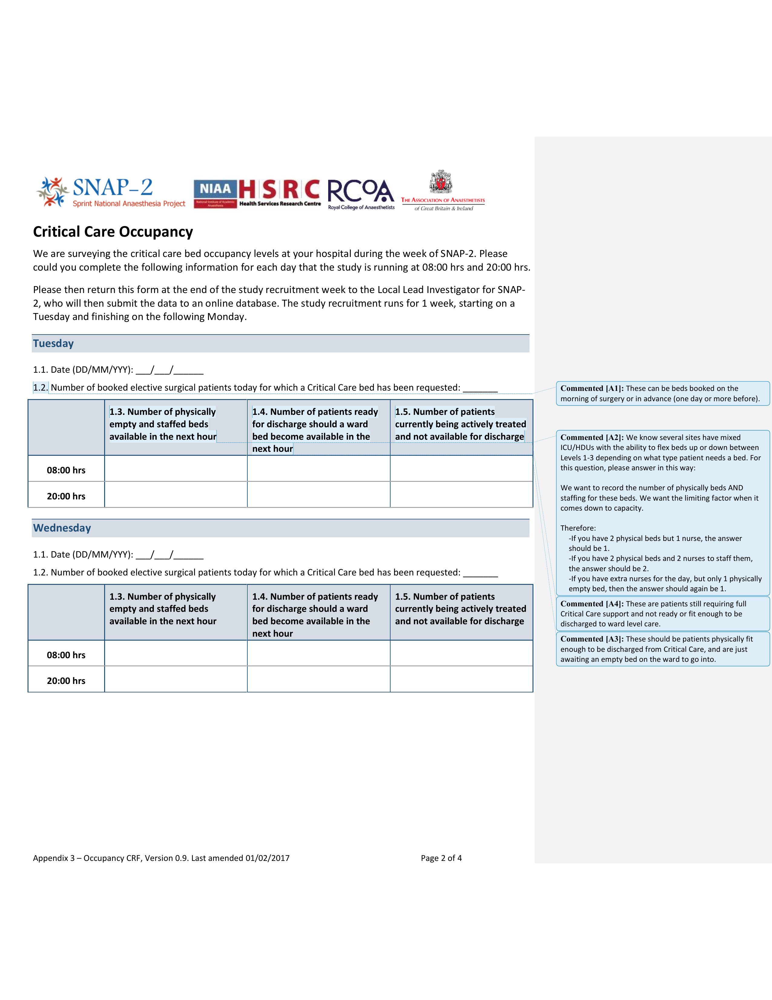 SNAP-2
Sprint National Anaesthesia Project
NIAA
National Institute of Academic
Anaesthesia
HSRC
Health Services Research Centre
RCOA
Royal College of Anaesthetists
THE ASSOCIATION OF ANAESTHETISTS
of Great Britain & Ireland
Critical Care Occupancy
We are surveying the critical care bed occupancy levels at your hospital during the week of SNAP-2. Please
could you complete the following information for each day that the study is running at 08:00 hrs and 20:00 hrs.
Please then return this form at the end of the study recruitment week to the Local Lead Investigator for SNAP-
2, who will then submit the data to an online database. The study recruitment runs for 1 week, starting on a
Tuesday and finishing on the following Monday.
Tuesday
1.1. Date (DD/MM/YYY): ___/___/______
1.2. Number of booked elective surgical patients today for which a Critical Care bed has been requested: _______
1.3. Number of physically
empty and staffed beds
available in the next hour
1.4. Number of patients ready
for discharge should a ward
bed become available in the
next hour
1.5. Number of patients
currently being actively treated
and not available for discharge
08:00 hrs
20:00 hrs
Wednesday
1.1. Date (DD/MM/YYY): ___/___/______
1.2. Number of booked elective surgical patients today for which a Critical Care bed has been requested: _______
1.3. Number of physically
empty and staffed beds
available in the next hour
1.4. Number of patients ready
for discharge should a ward
bed become available in the
next hour
1.5. Number of patients
currently being actively treated
and not available for discharge
08:00 hrs
20:00 hrs
Commented [A1]: These can be beds booked on the
morning of surgery or in advance (one day or more before).
Commented [A2]: We know several sites have mixed
ICU/HDUs with the ability to flex beds up or down between
Levels 1-3 depending on what type patient needs a bed. For
this question, please answer in this way:
We want to record the number of physically beds AND
staffing for these beds. We want the limiting factor when it
comes down to capacity.
Therefore:
-If you have 2 physical beds but 1 nurse, the answer
should be 1.
-If you have 2 physical beds and 2 nurses to staff them,
the answer should be 2.
-If you have extra nurses for the day, but only 1 physically
empty bed, then the answer should again be 1.
Commented [A4]: These are patients still requiring full
Critical Care support and not ready or fit enough to be
discharged to ward level care.
Commented [A3]: These should be patients physically fit
enough to be discharged from Critical Care, and are just
awaiting an empty bed on the ward to go into.
Appendix 3 – Occupancy CRF, Version 0.9. Last amended 01/02/2017
Page 2 of 4